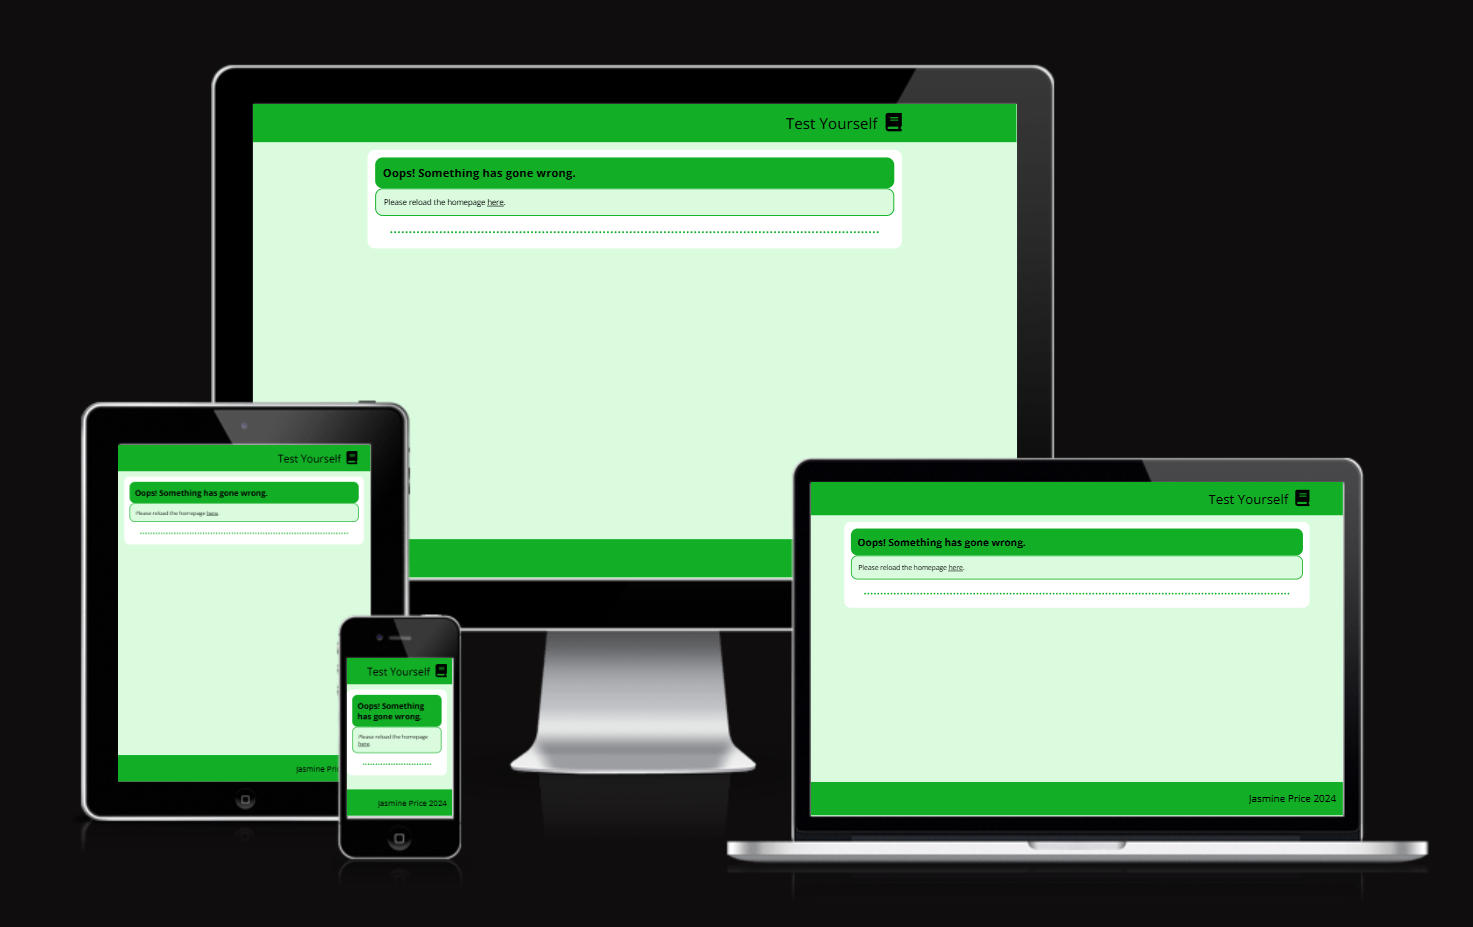 Test Yourself
Oops! Something has gone wrong.
Please reload the homepage here.
Test Yourself
Oops! Something has gone wrong.
Please reload the homepage here.
Jasmine Pri
Test Yourself
Oops! Something
has gone wrong.
Please reload the homepage
here.
Jasmine Price 2024
Test Yourself
Oops! Something has gone wrong.
Please reload the homepage here.
Jasmine Price 2024